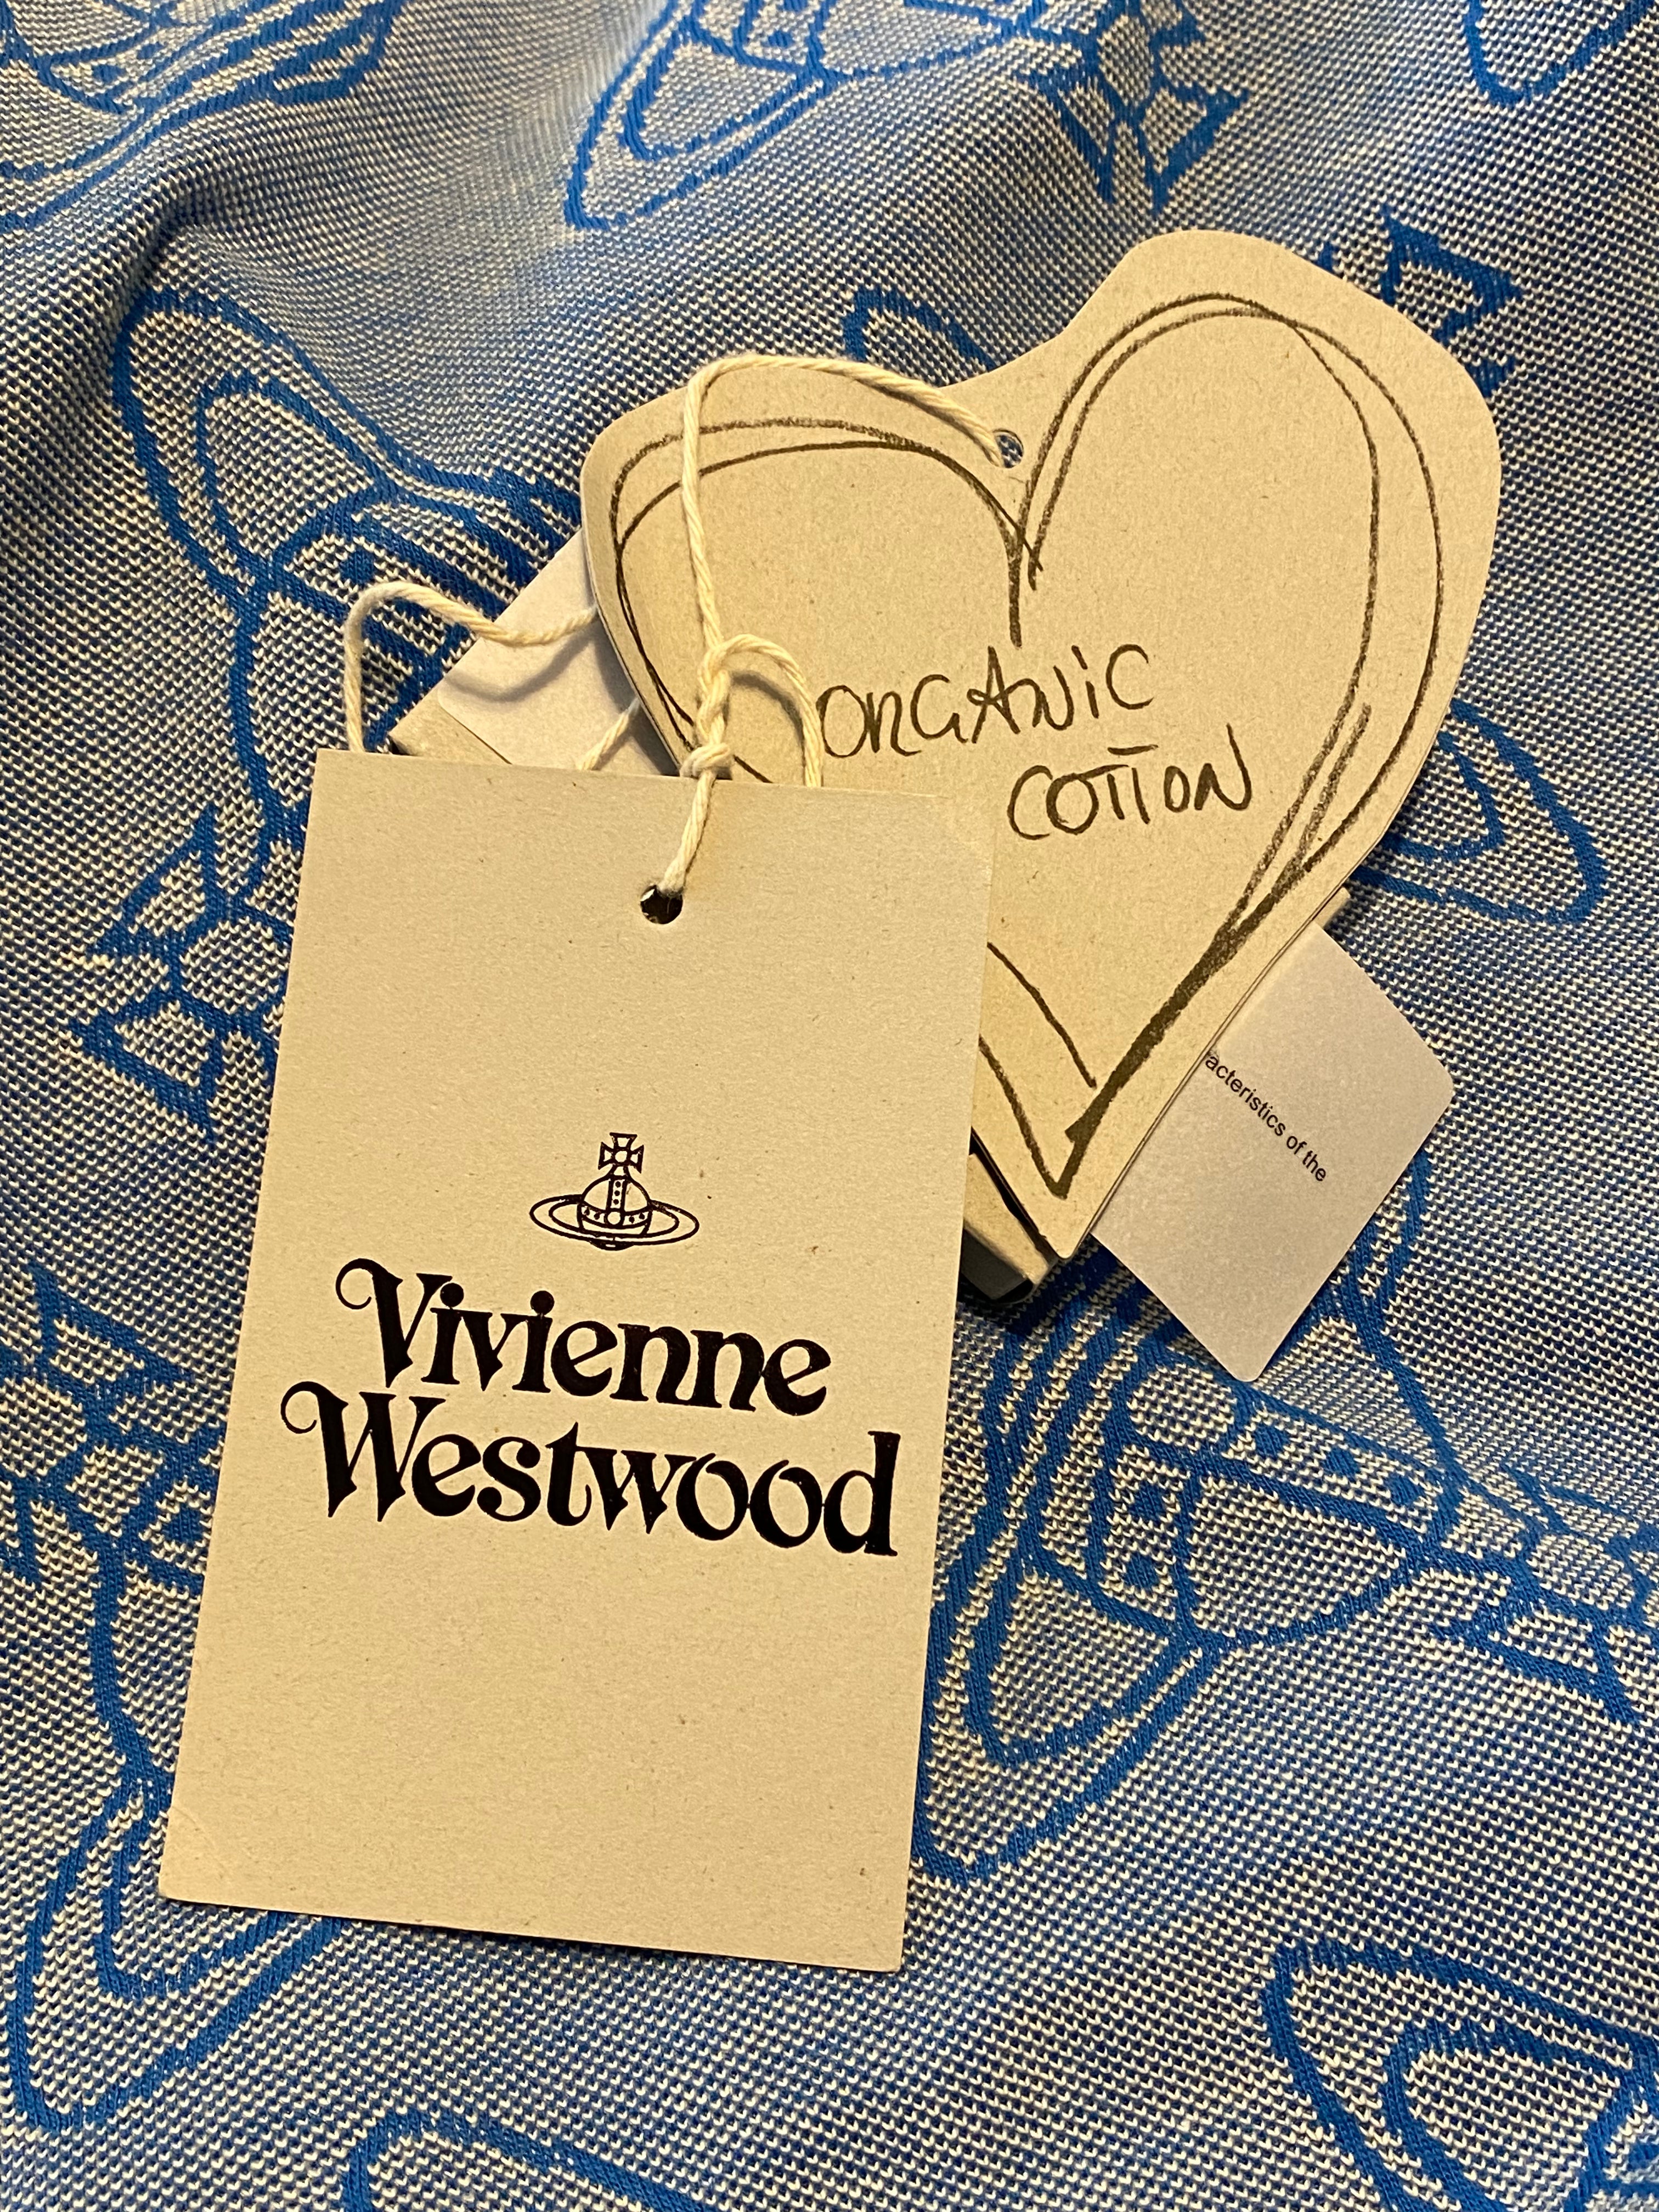 ORGANiC
COTTON
acteristics of the
Vivienne
Westwood